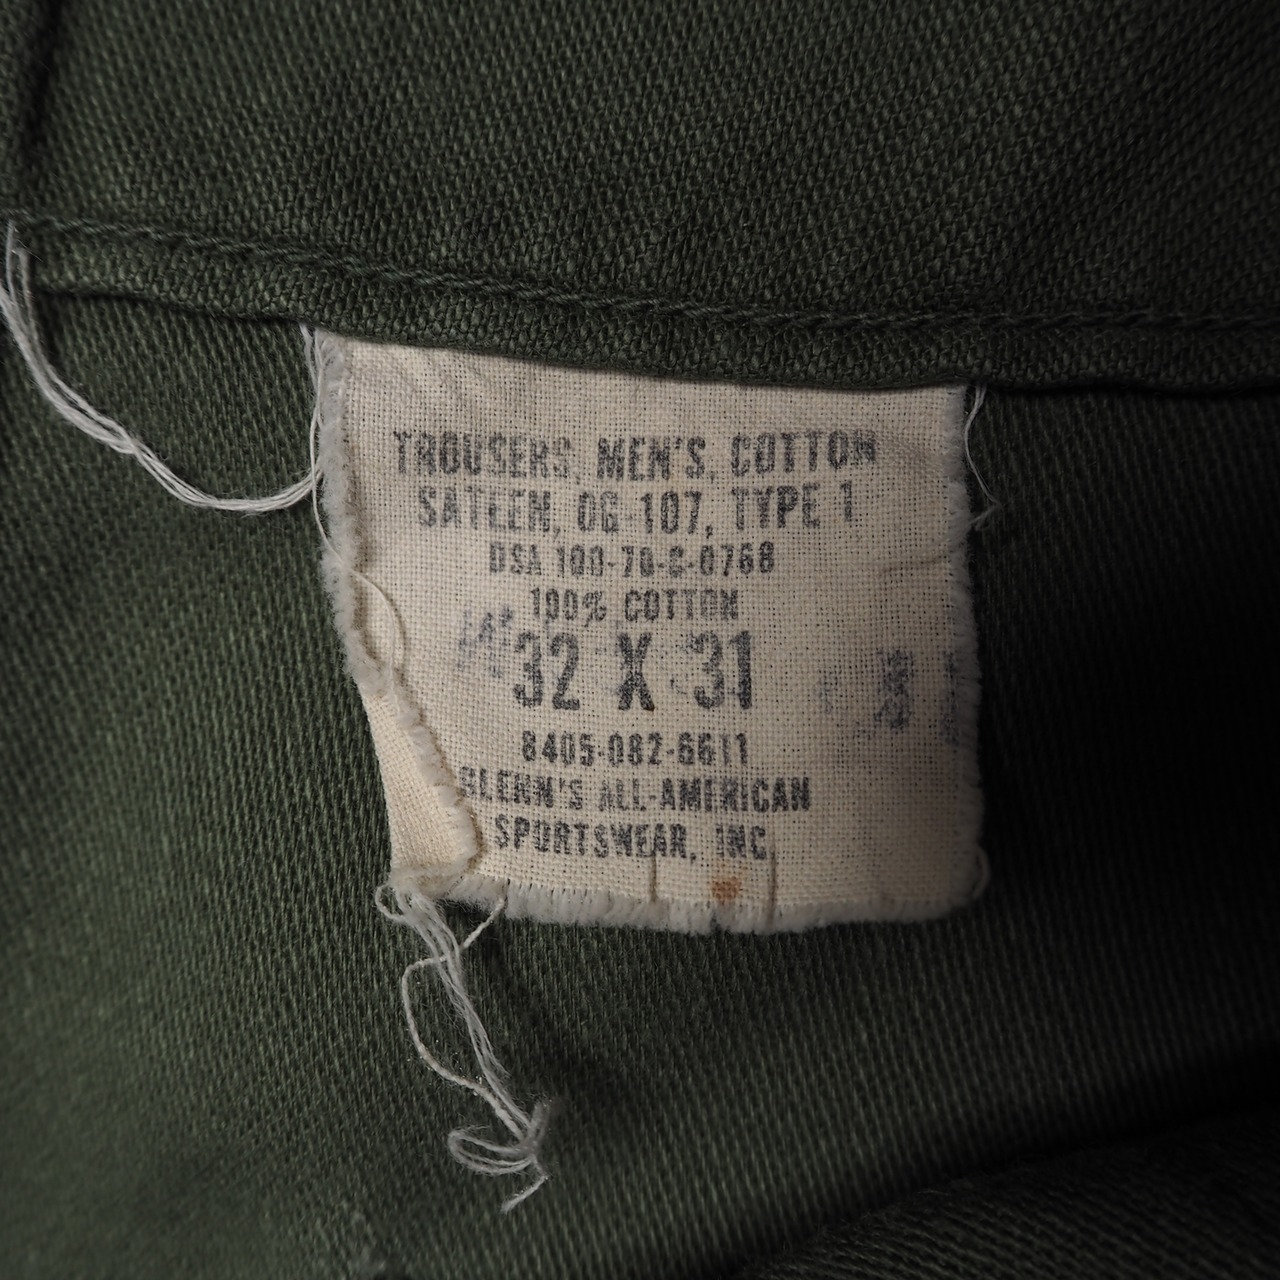 TROUSERS, MEN'S, COTTON
SATEEN, OG-107, TYPE 1
DSA 100-70-C-0768
100% COTTON
32 X 31
8405-082-6611
GLENN'S ALL-AMERICAN
SPORTSWEAR, INC.